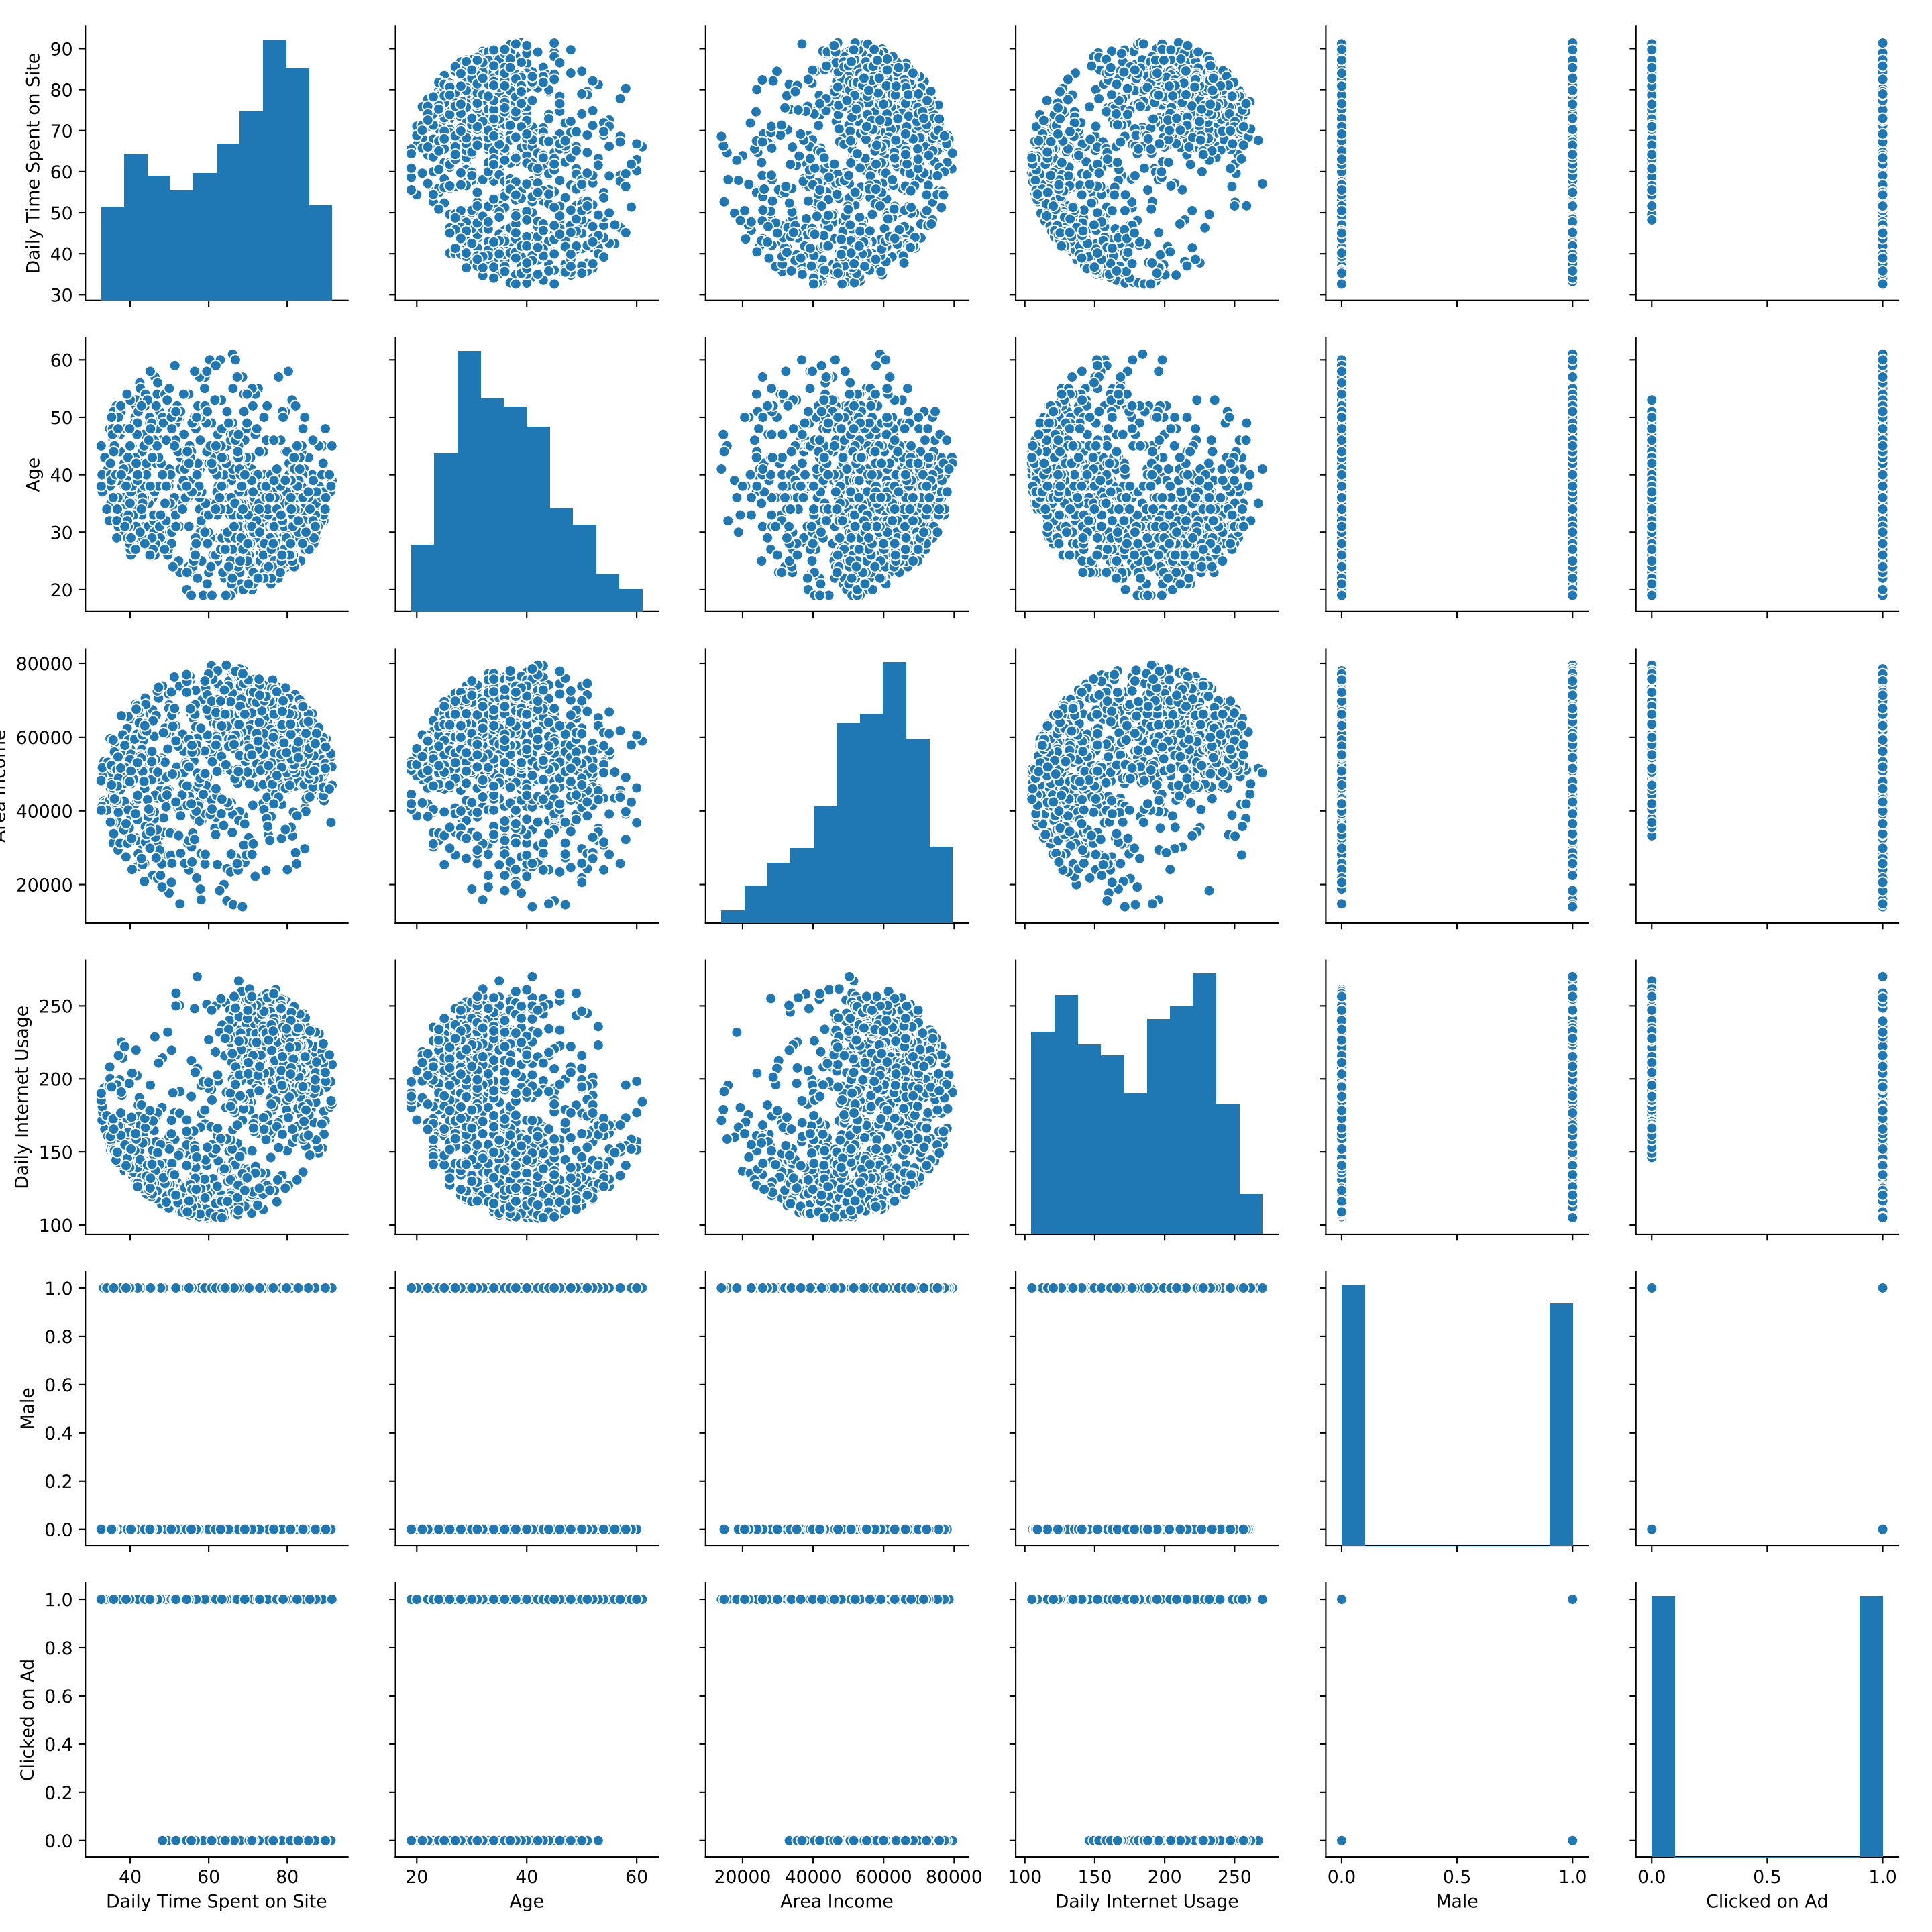 Daily Time Spent on Site
90
80
70
60
50
40
30
Age
60
50
40
30
20
Area Income
80000
60000
40000
20000
Daily Internet Usage
250
200
150
100
Male
1.0
0.8
0.6
0.4
0.2
0.0
Clicked on Ad
1.0
0.8
0.6
0.4
0.2
0.0
40 60 80
20 40 60
20000 40000 60000 80000
100 150 200 250
0.0 0.5 1.0
0.0 0.5 1.0
Daily Time Spent on Site
Age
Area Income
Daily Internet Usage
Male
Clicked on Ad